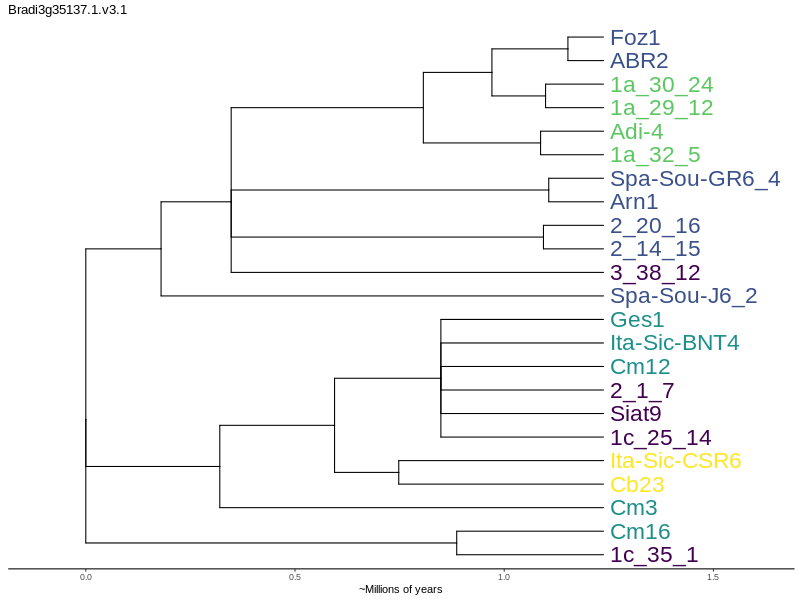 Bradi3g35137.1.v3.1
Foz1
ABR2
1a_30_24
1a_29_12
Adi-4
1a_32_5
Spa-Sou-GR6_4
Arn1
2_20_16
2_14_15
3_38_12
Spa-Sou-J6_2
Ges1
Ita-Sic-BNT4
Cm12
2_1_7
Siat9
1c_25_14
Ita-Sic-CSR6
Cb23
Cm3
Cm16
1c_35_1
0.0 0.5 1.0 1.5
~Millions of years